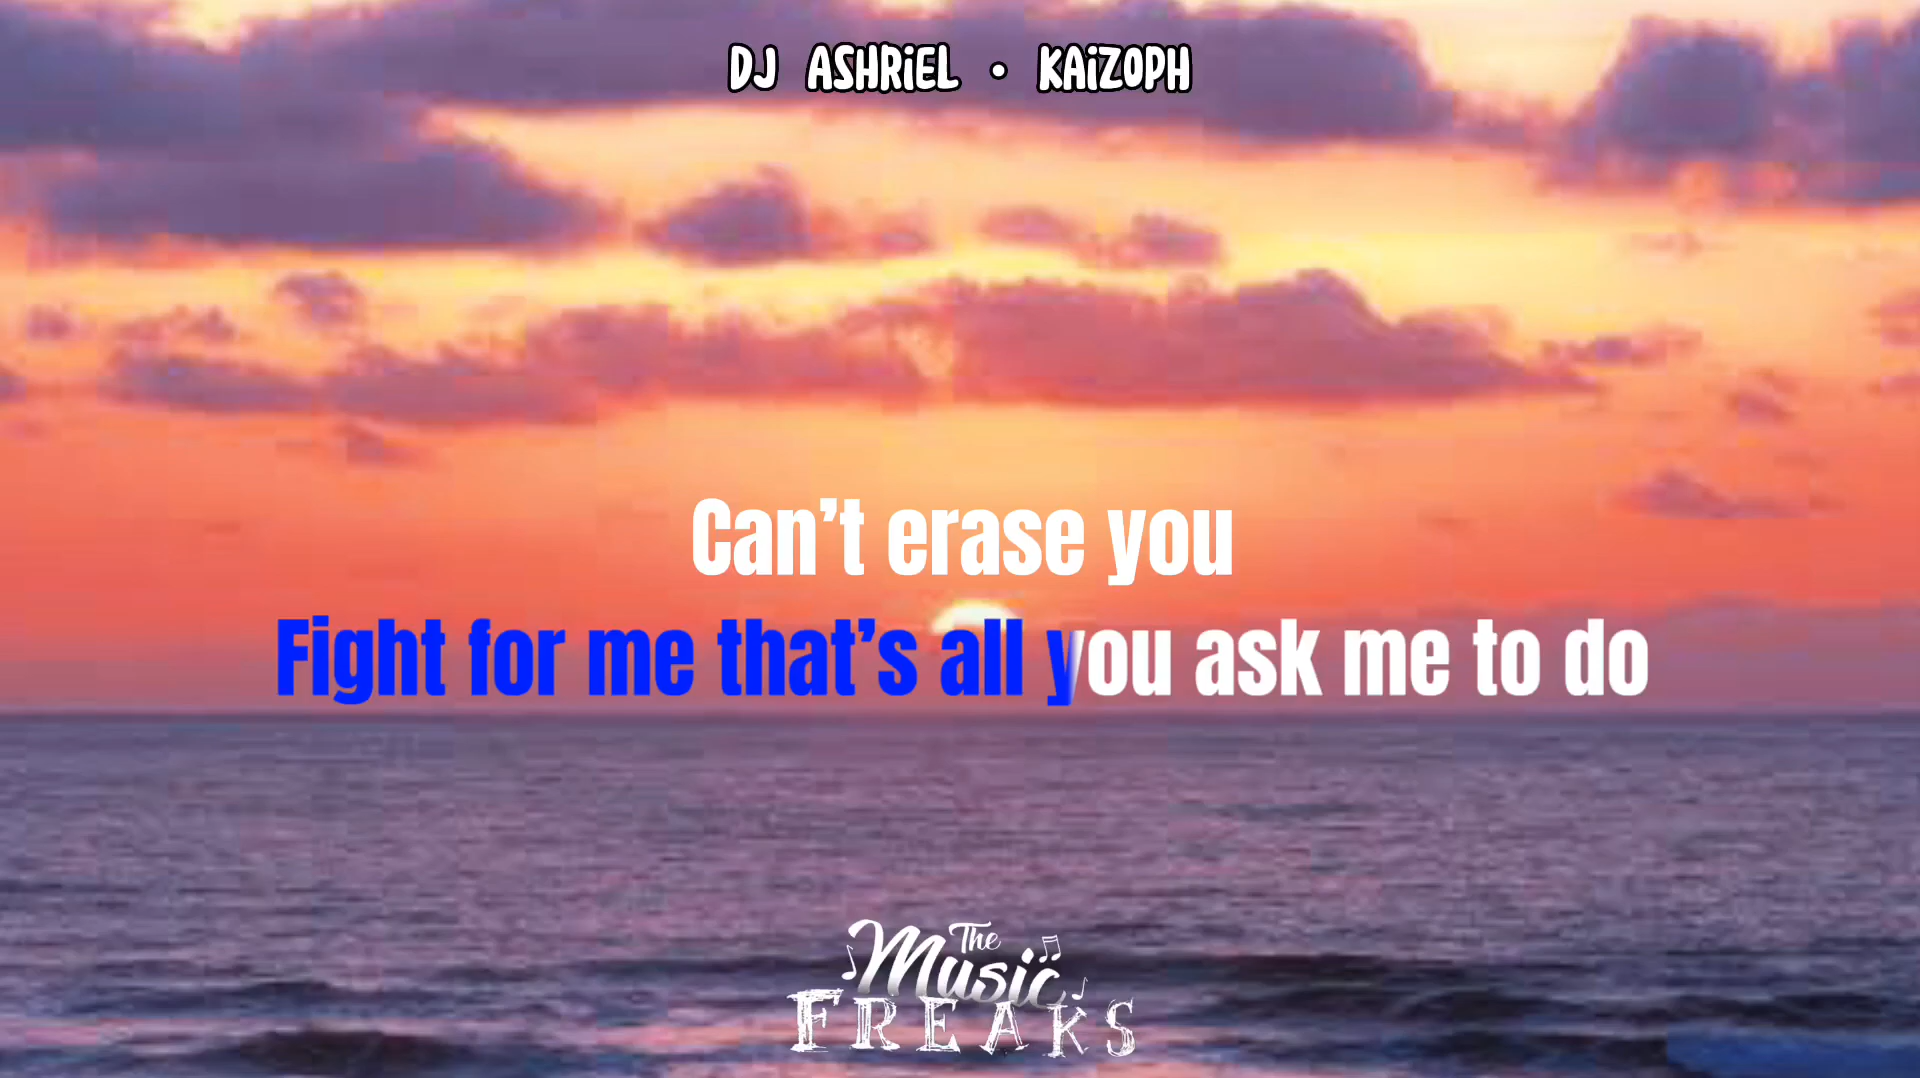 DJ ASHRiEL • KAiZOPH
Can’t erase you
Fight for me that’s all you ask me to do
The
Music
FREAKS